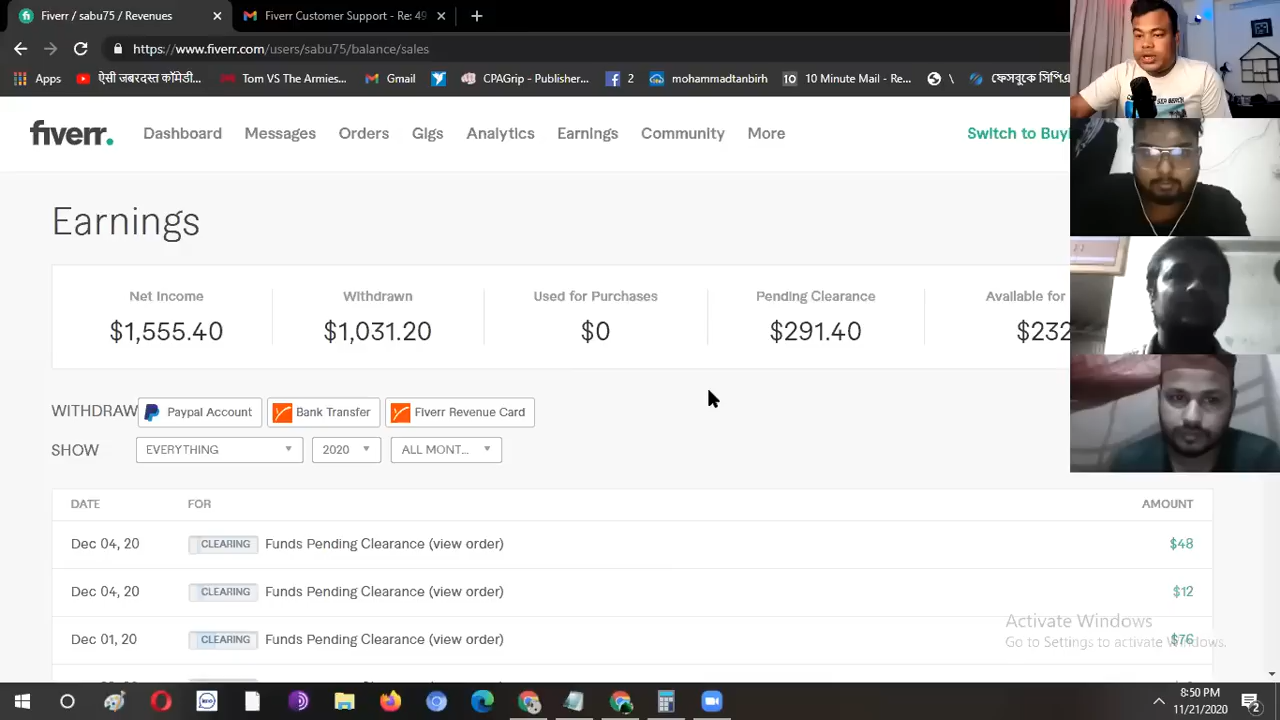 Fiverr / sabu75 / Revenues
Fiverr Customer Support - Re: 49
https://www.fiverr.com/users/sabu75/balance/sales
Apps
ऐसी जबरदस्त कॉमेडी...
Tom VS The Armies...
Gmail
CPAGrip - Publisher...
2
mohammadtanbirh
10 10 Minute Mail - Re...
fiverr.
Dashboard Messages Orders Gigs Analytics Earnings Community More
Switch to Buyi
Earnings
Net Income Withdrawn Used for Purchases Pending Clearance Available for
$1,555.40 $1,031.20 $0 $291.40 $232
WITHDRAW Paypal Account Bank Transfer Fiverr Revenue Card
SHOW EVERYTHING 2020 ALL MONT...
DATE FOR AMOUNT
Dec 04, 20 CLEARING Funds Pending Clearance (view order) $48
Dec 04, 20 CLEARING Funds Pending Clearance (view order) $12
Dec 01, 20 CLEARING Funds Pending Clearance (view order) $76
Activate Windows
Go to Settings to activate Windows.
8:50 PM
11/21/2020
2